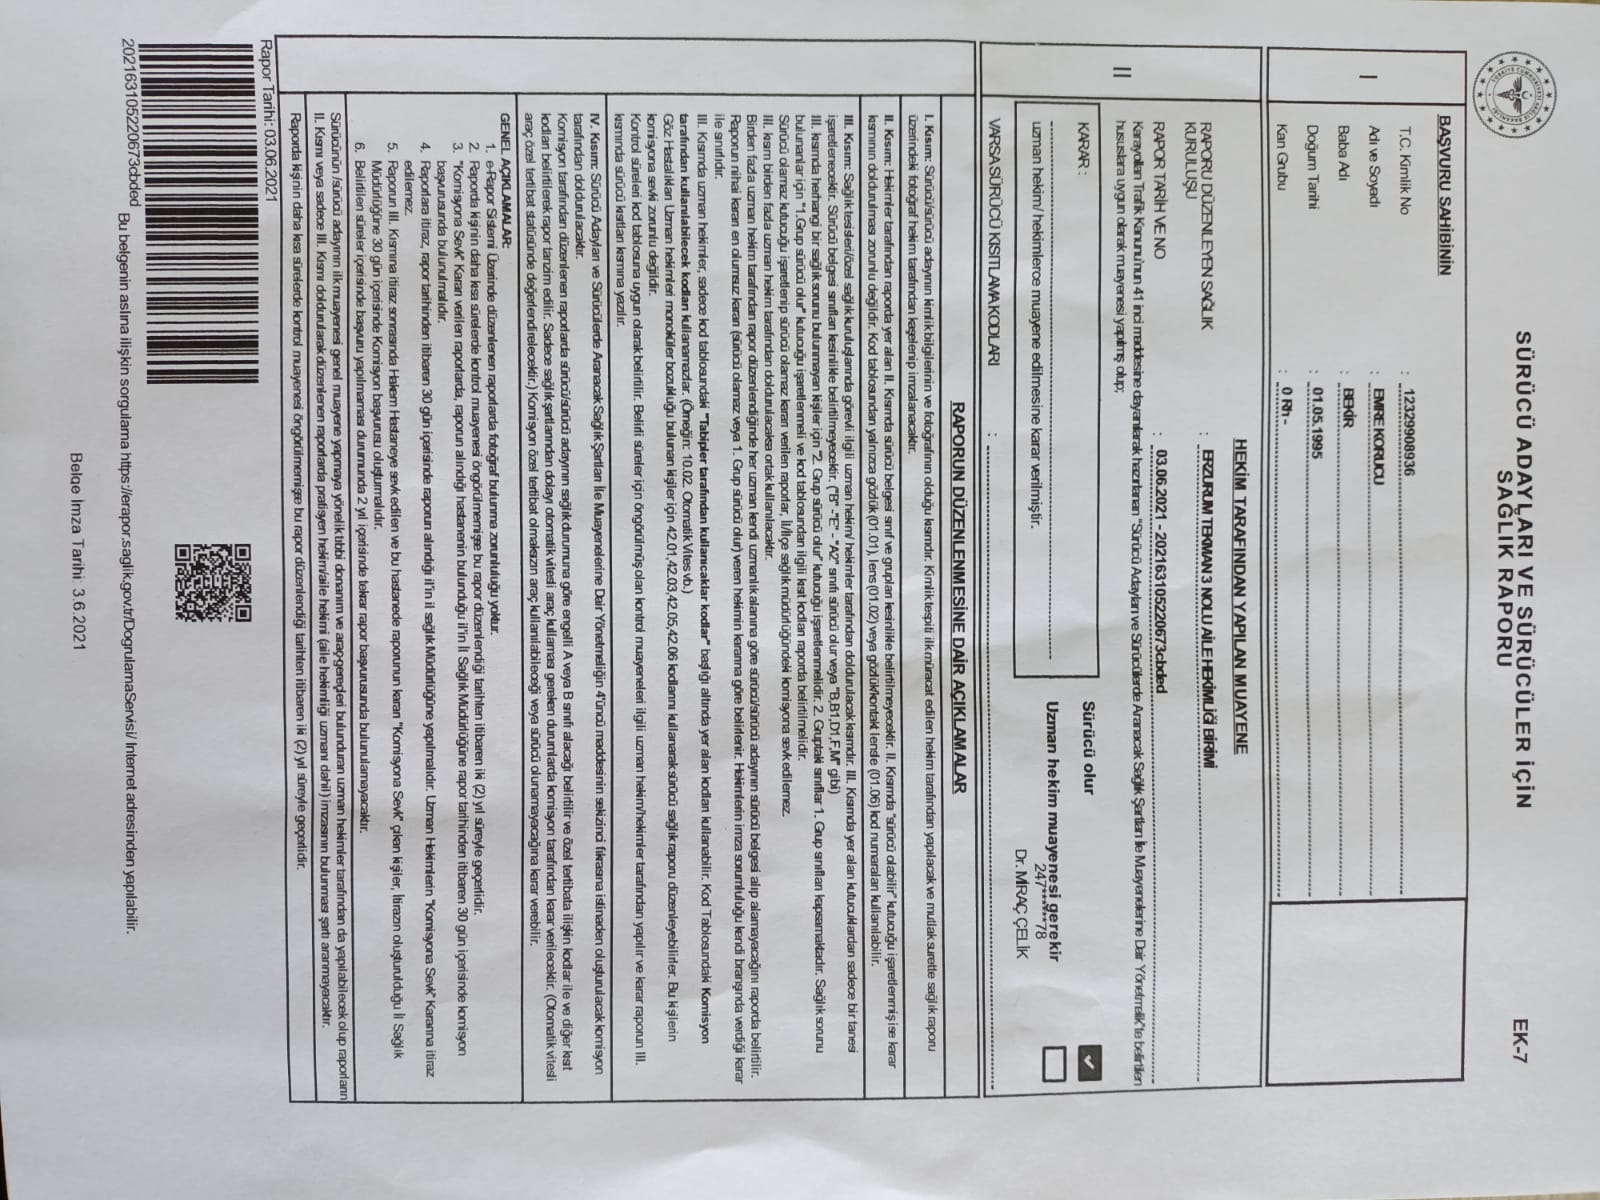 SÜRÜCÜ ADAYLARI VE SÜRÜCÜLER İÇİN
SAĞLIK RAPORU
EK-7
BAŞVURU SAHİBİNİN
I
T.C. Kimlik No : 12329908936
Adı ve Soyadı : EMRE KORUCU
Baba Adı : BEKİR
Doğum Tarihi : 01.05.1995
Kan Grubu : 0 Rh -
HEKİM TARAFINDAN YAPILAN MUAYENE
II
RAPORU DÜZENLEYEN SAĞLIK
KURULUŞU : ERZURUM TEKMAN 3 NOLU AİLE HEKİMLİĞİ BİRİMİ
RAPOR TARİH VE NO : 03.06.2021 - 202163105220673cbded
Karayolları Trafik Kanunu'nun 41 inci maddesine dayanılarak hazırlanan "Sürücü Adayları ve Sürücülerde Aranacak Sağlık Şartları ile Muayenelerine Dair Yönetmelik"te belirtilen
hususlara uygun olarak muayenesi yapılmış olup;
KARAR :
Sürücü olur
uzman hekim/ hekimlerce muayene edilmesine karar verilmiştir.
Uzman hekim muayenesi gerekir
247******78
Dr. MİRAÇ ÇELİK
VARSA SÜRÜCÜ KISITLAMA KODLARI :
RAPORUN DÜZENLENMESİNE DAİR AÇIKLAMALAR
I. Kısım: Sürücü/sürücü adayının kimlik bilgilerinin ve fotoğrafının olduğu kısımdır. Kimlik tespiti ilk müracat edilen hekim tarafından yapılacak ve mutlak surette sağlık raporu
üzerindeki fotoğraf hekim tarafından kaşelenip imzalanacaktır.
II. Kısım: Hekimler tarafından raporda yer alan II. Kısımda sürücü belgesi sınıf ve grupları kesinlikle belirtilmeyecektir. II. Kısımda "sürücü olabilir" kutucuğu işaretlenmiş ise karar
kısmının doldurulması zorunlu değildir. Kod tablosundan yalnızca gözlük (01.01), lens (01.02) veya gözlük/kontakt lensle (01.06) kod numaraları kullanılabilir.
III. Kısım: Sağlık tesisleri/özel sağlık kuruluşlarında görevli ilgili uzman hekim/ hekimler tarafından doldurulacak kısımdır. III. Kısımda yer alan kutucuklardan sadece bir tanesi
işaretlenecektir. Sürücü belgesi sınıfları kesinlikle belirtilmeyecektir. ("B" -"E" - "A2" sınıfı sürücü olur veya "B,B1,D1,F,M" gibi)
III. kısımda herhangi bir sağlık sorunu bulunmayan kişiler için "2. Grup sürücü olur" kutucuğu işaretlenmelidir. 2. Gruptaki sınıflar 1. Grup sınıfları kapsamaktadır. Sağlık sorunu
bulunanlar için "1.Grup sürücü olur" kutucuğu işaretlenmeli ve kod tablosundan ilgili kısıt kodları raporda belirtilmelidir.
Sürücü olamaz kutucuğu işaretlenip sürücü olamaz kararı verilen raporlar, il/ilçe sağlık müdürlüğündeki komisyona sevk edilemez.
III. kısım birden fazla uzman hekim tarafından doldurulacaksa ortak kullanılacaktır.
Birden fazla uzman hekim tarafından rapor düzenlendiğinde her uzman kendi uzmanlık alanına göre sürücü/sürücü adayının sürücü belgesi alıp alamayacağını raporda belirtilir.
Raporun nihai kararı en olumsuz kararı (sürücü olamaz veya 1. Grup sürücü olur) veren hekimin kararına göre belirlenir. Hekimlerin imza sorumluluğu kendi branşında verdiği karar
ile sınırlıdır.
III. Kısımda uzman hekimler, sadece kod tablosundaki "Tabipler tarafından kullanılacaklar kodlar" başlığı altında yer alan kodları kullanabilir. Kod Tablosundaki Komisyon
tarafından kullanılabilecek kodları kullanamazlar. (Örneğin: 10.02. Otomatik Vites vb.)
Göz Hastalıkları Uzman hekimleri monoküler bozukluğu bulunan kişiler için 42.01,42.03,42.05,42.06 kodlarını kullanarak sürücü sağlık raporu düzenleyebilirler. Bu kişilerin
komisyona sevki zorunlu değildir.
Kontrol süreleri kod tablosuna uygun olarak belirtilir. Belirli süreler için öngörülmüş olan kontrol muayeneleri ilgili uzman hekim/hekimler tarafından yapılır ve karar raporun III.
kısmında sürücü kısıtları kısmına yazılır.
IV. Kısım: Sürücü Adayları ve Sürücülerde Aranacak Sağlık Şartları İle Muayenelerine Dair Yönetmeliğin 4'üncü maddesinin sekizinci fıkrasına istinaden oluşturulacak komisyon
tarafından doldurulacaktır.
Komisyon tarafından düzenlenen raporlarda sürücü/sürücü adayının sağlık durumuna göre engelli A veya B sınıfı alacağı belirtilir ve özel tertibata ilişkin kodlar ile ve diğer kısıt
kodları belirtilerek rapor tanzim edilir. Sadece sağlık şartlarından dolayı otomatik vitesli araç kullanması gereken durumlarda komisyon tarafından karar verilecektir. (Otomatik vitesli
araç özel tertibat statüsünde değerlendirelecektir.) Komisyon özel tertibat olmaksızın araç kullanılabileceği veya sürücü olunamayacağına karar verebilir.
GENEL AÇIKLAMALAR:
1. e-Rapor Sistemi Üzerinde düzenlenen raporlarda fotoğraf bulunma zorunluluğu yoktur.
2. Raporda kişinin daha kısa sürelerde kontrol muayenesi öngörülmemişse bu rapor düzenlendiği tarihten itibaren iki (2) yıl süreyle geçerlidir.
3. "Komisyona Sevk" Kararı verilen raporlarda, raporun alındığı hastanenin bulunduğu il'in İl Sağlık Müdürlüğüne rapor tarihinden itibaren 30 gün içerisinde komisyon
başvurusunda bulunulmalıdır.
4. Raporlara itiraz, rapor tarihinden itibaren 30 gün içerisinde raporun alındığı il'in il sağlık Müdürlüğüne yapılmalıdır. Uzman Hekimlerin "Komisyona Sevk" Kararına itiraz
edilemez.
5. Raporun III. Kısmına itiraz sonrasında Hakem Hastaneye sevk edilen ve bu hastanede raporunun kararı "Komisyona Sevk" çıkan kişiler, İtirazın oluşturulduğu İl Sağlık
Müdürlüğüne 30 gün içerisinde Komisyon başvurusu oluşturmalıdır.
6. Belirtilen süreler içerisinde başvuru yapılmaması durumunda 2 yıl içerisinde tekrar rapor başvurusunda bulunulamayacaktır.
Sürücünün /sürücü adayının ilk muayenesi genel muayene yapmaya yönelik tıbbi donanım ve araç-gereçleri bulunduran uzman hekimler tarafından da yapılabilecek olup raporların
II. Kısmı veya sadece III. Kısmı doldurularak düzenlenen raporlarda pratisyen hekim/aile hekimi (aile hekimliği uzmanı dahil) imzasının bulunması şartı aranmayacaktır.
Raporda kişinin daha kısa sürelerde kontrol muayenesi öngörülmemişse bu rapor düzenlendiği tarihten itibaren iki (2) yıl süreyle geçerlidir.
Rapor Tarihi: 03.06.2021
202163105220673cbded Bu belgenin aslına ilişkin sorgulama https://erapor.saglik.gov.tr/DogrulamaServisi/ Internet adresinden yapılabilir.
Belge İmza Tarihi: 3.6.2021